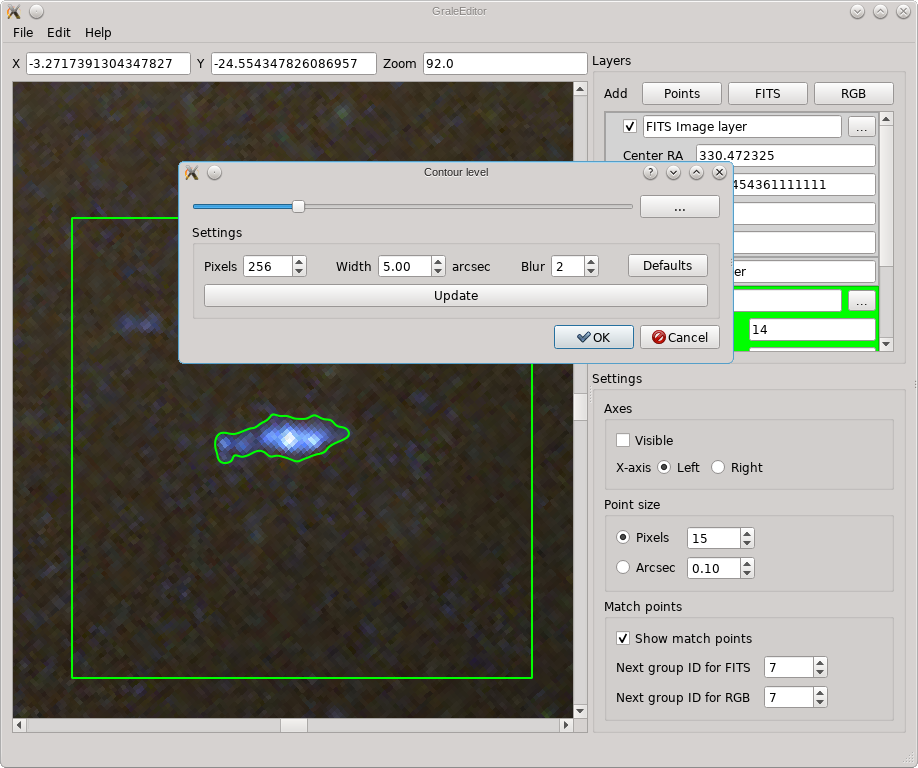 GraleEditor
File Edit Help
X -3.2717391304347827 Y -24.554347826086957 Zoom 92.0
Layers
Add Points FITS RGB
FITS Image layer ...
Center RA 330.472325
454361111111
er
...
14
Contour level
?
...
Settings
Pixels 256 Width 5.00 arcsec Blur 2 Defaults
Update
OK Cancel
Settings
Axes
Visible
X-axis Left Right
Point size
Pixels 15
Arcsec 0.10
Match points
Show match points
Next group ID for FITS 7
Next group ID for RGB 7